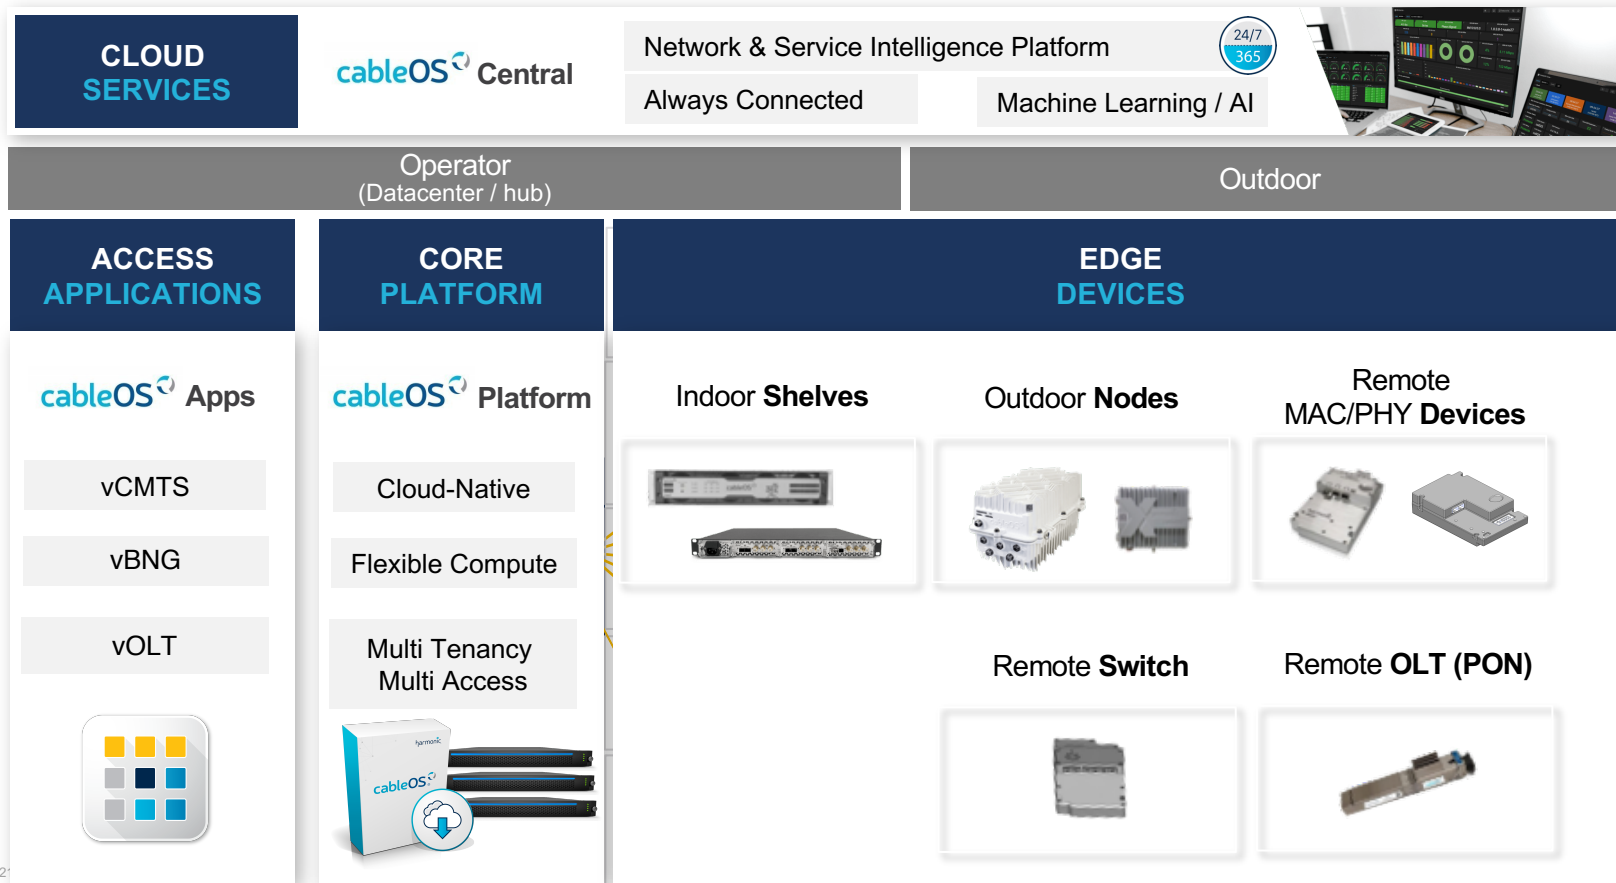 CLOUD
SERVICES
cableOS Central
Network & Service Intelligence Platform
24/7
365
Always Connected
Machine Learning / AI
Operator
(Datacenter / hub)
Outdoor
ACCESS
APPLICATIONS
CORE
PLATFORM
EDGE
DEVICES
cableOS Apps
vCMTS
vBNG
vOLT
cableOS Platform
Cloud-Native
Flexible Compute
Multi Tenancy
Multi Access
harmonic
cableOS
Indoor Shelves
cableOS
Outdoor Nodes
Remote
MAC/PHY Devices
Remote Switch
Remote OLT (PON)